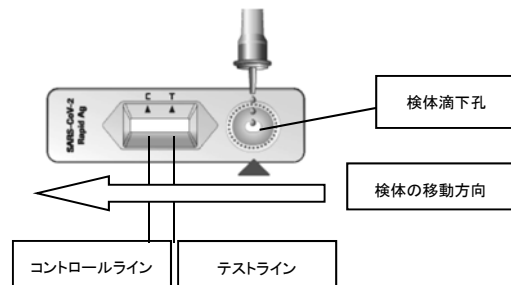 C T
SARS-CoV-2
Rapid Ag
検体滴下孔
検体の移動方向
コントロールライン
テストライン